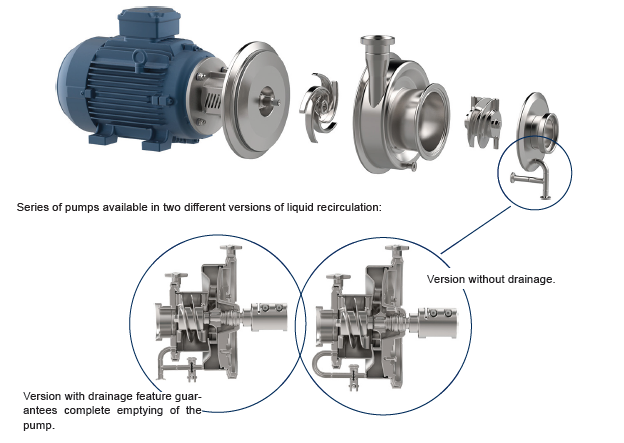 Series of pumps available in two different versions of liquid recirculation:
Version without drainage.
Version with drainage feature guar-
antees complete emptying of the
pump.